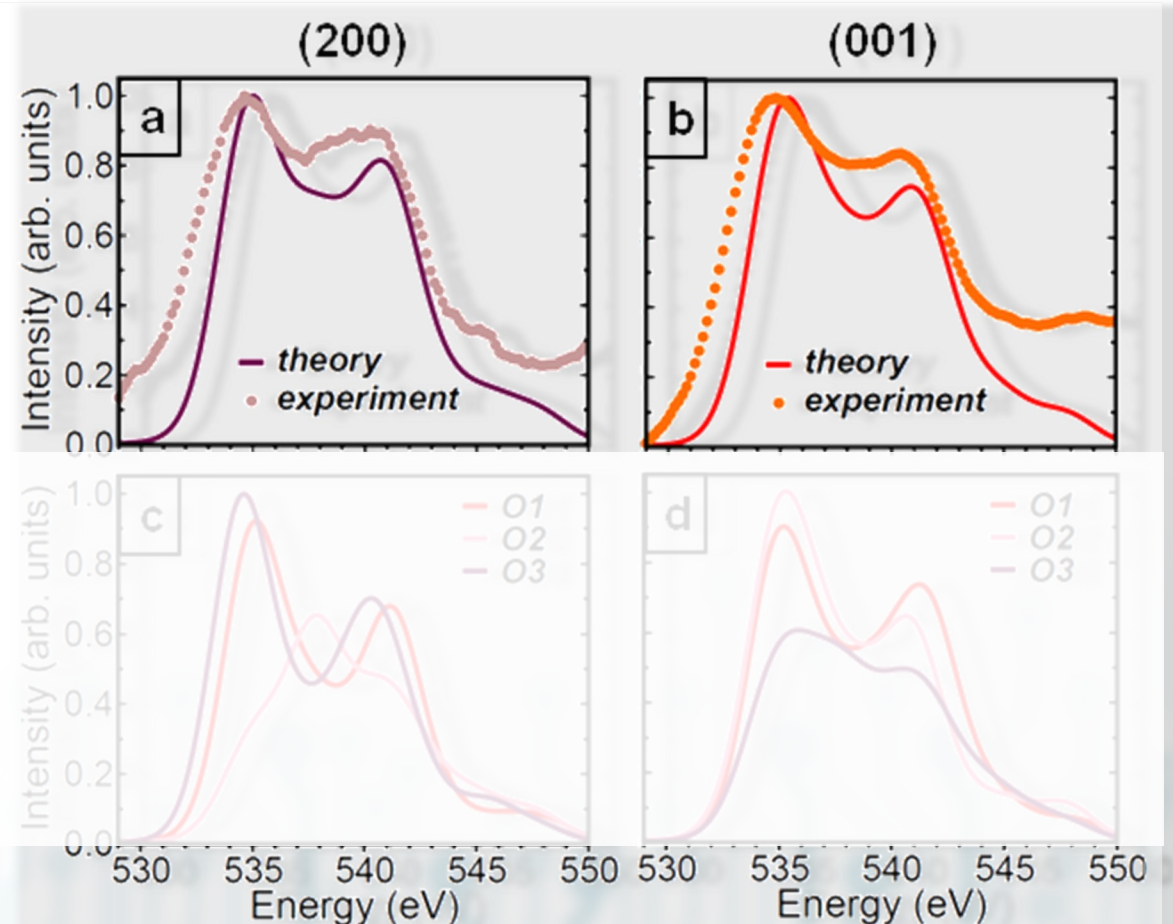 (200)
(001)
Intensity (arb. units)
1.0
0.8
0.6
0.4
0.2
0.0
a
theory
experiment
b
theory
experiment
Intensity (arb. units)
1.0
0.8
0.6
0.4
0.2
0.0
c
O1
O2
O3
d
O1
O2
O3
530 535 540 545 550
530 535 540 545 550
Energy (eV)
Energy (eV)